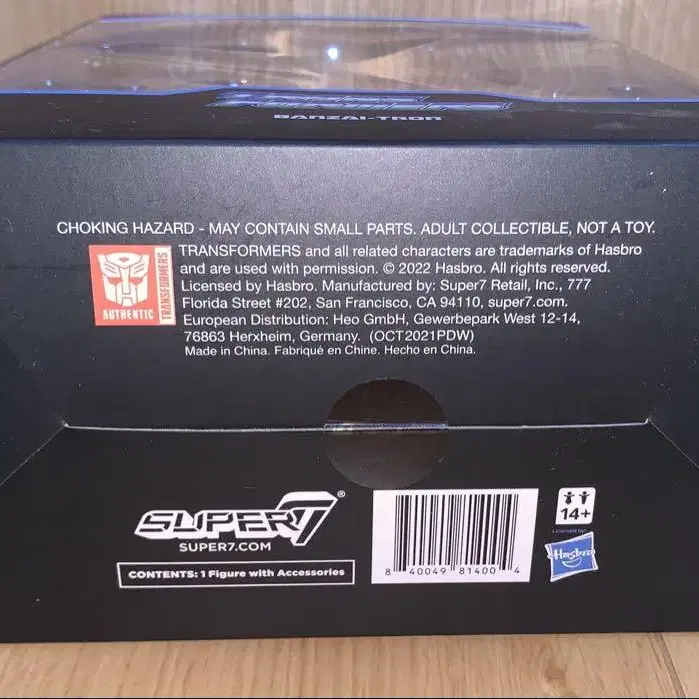 TRANSFORMERS
BANZAI-TRON
CHOKING HAZARD - MAY CONTAIN SMALL PARTS. ADULT COLLECTIBLE, NOT A TOY.
AUTHENTIC
TRANSFORMERS
TRANSFORMERS and all related characters are trademarks of Hasbro
and are used with permission. © 2022 Hasbro. All rights reserved.
Licensed by Hasbro. Manufactured by: Super7 Retail, Inc., 777
Florida Street #202, San Francisco, CA 94110, super7.com.
European Distribution: Heo GmbH, Gewerbepark West 12-14,
76863 Herxheim, Germany. (OCT2021PDW)
Made in China. Fabriqué en Chine. Hecho en China.
SUPER7®
SUPER7.COM
CONTENTS: 1 Figure with Accessories
8 40049 81400 4
14+
Licensed by:
Hasbro